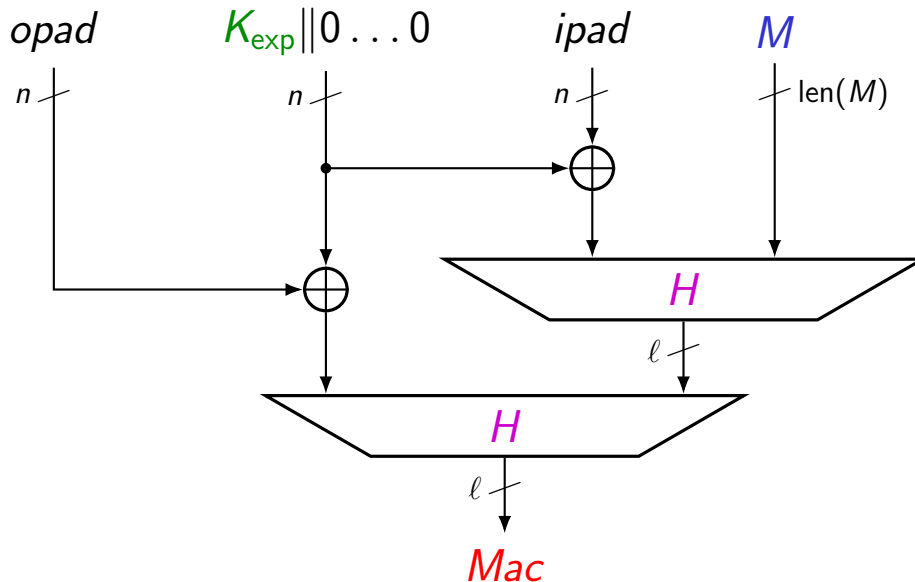 opad K_exp||0 . . . 0 ipad M
n n n len(M)
H
ℓ
H
ℓ
Mac